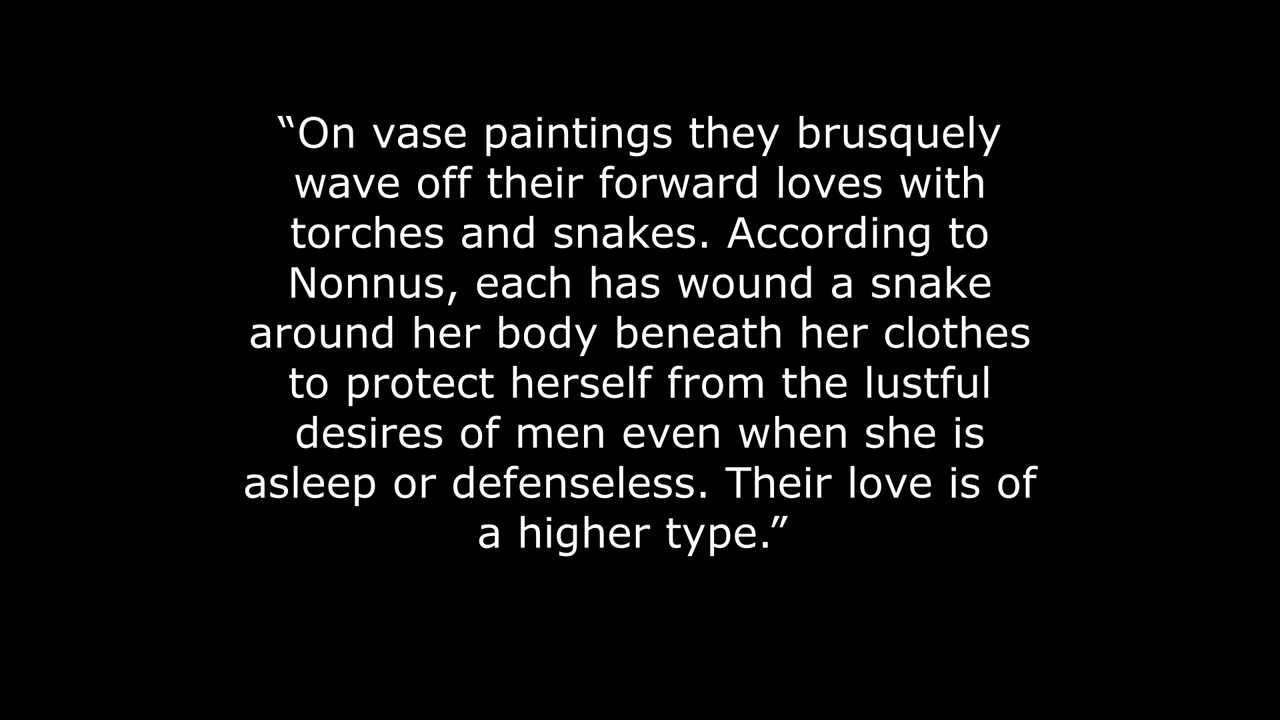 “On vase paintings they brusquely
wave off their forward loves with
torches and snakes. According to
Nonnus, each has wound a snake
around her body beneath her clothes
to protect herself from the lustful
desires of men even when she is
asleep or defenseless. Their love is of
a higher type.”